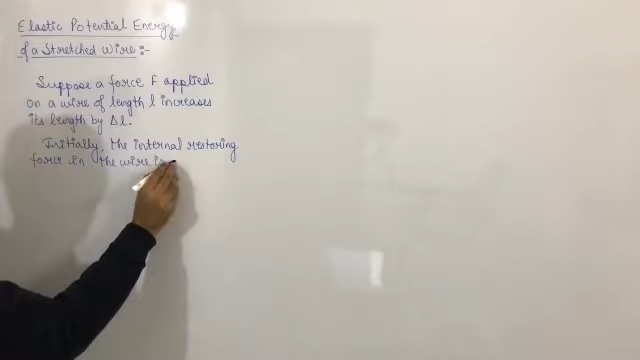 Elastic Potential Energy
of a Stretched Wire :-
Suppose a force F applied
on a wire of length l increases
its length by Δl.
Initially, the internal restoring
force in the wire is